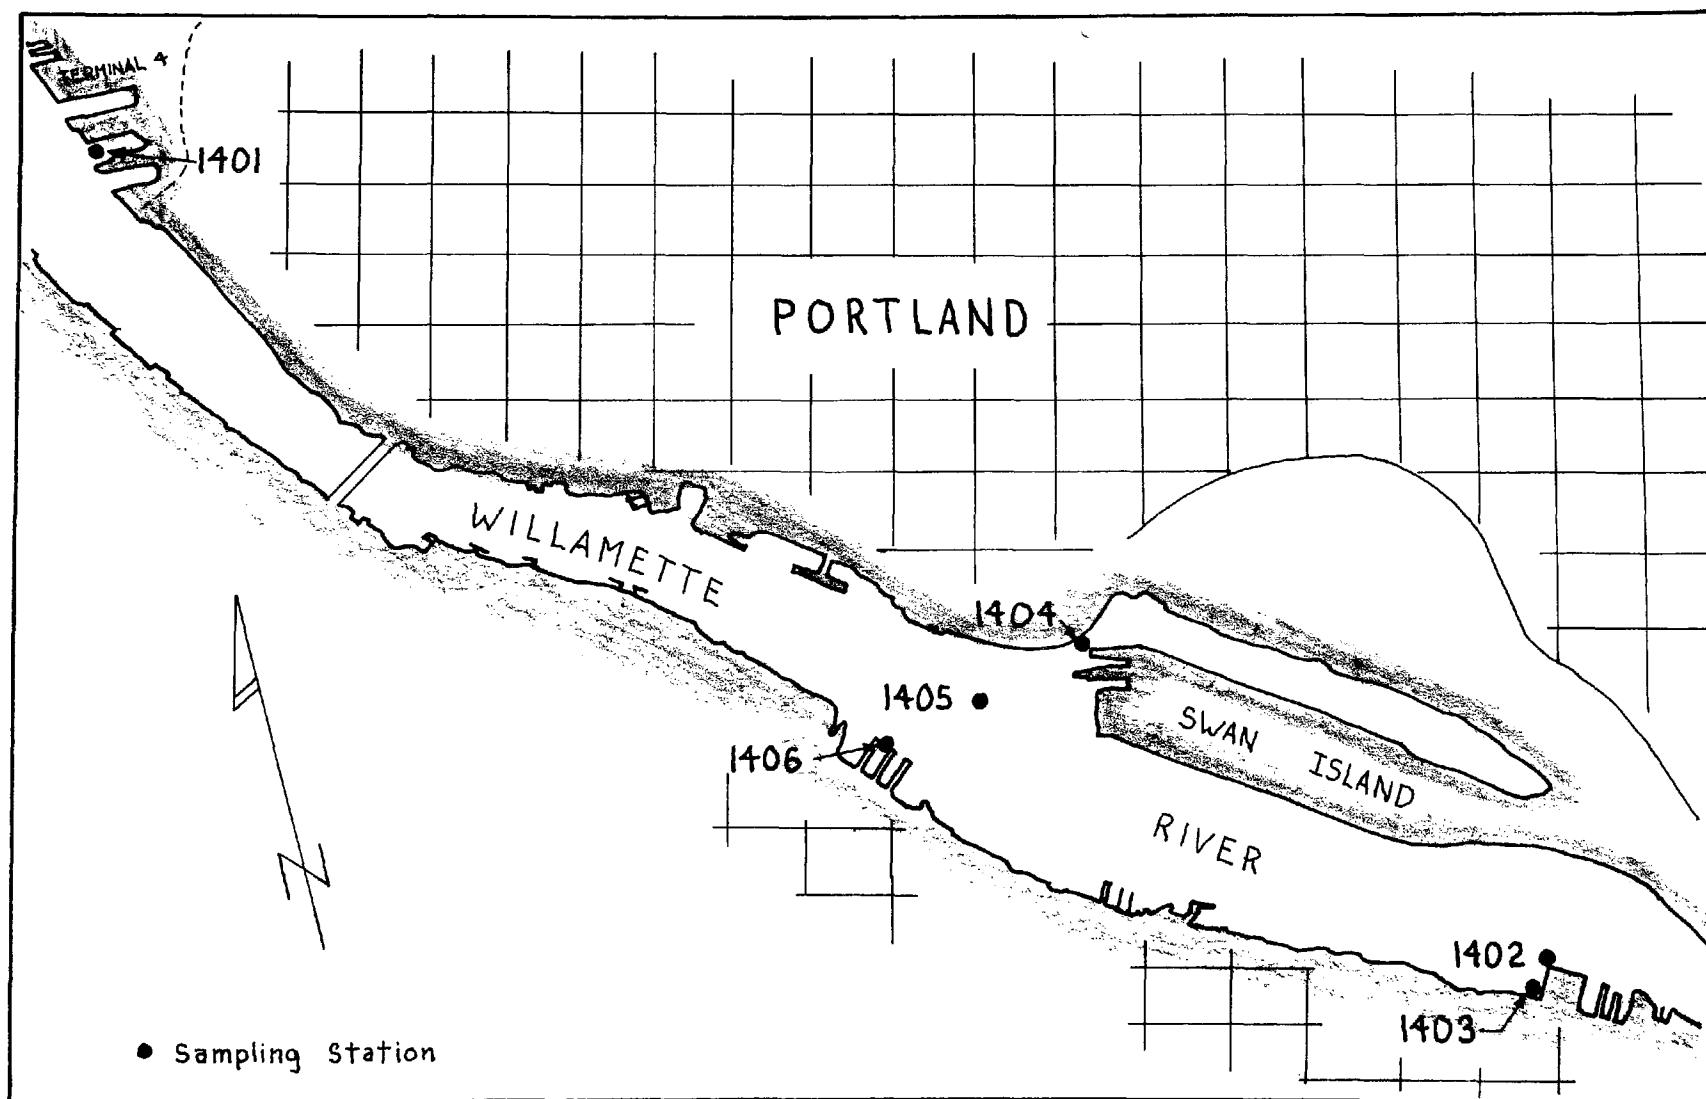 TERMINAL 4
1401
PORTLAND
WILLAMETTE
1404
1405
SWAN ISLAND
1406
RIVER
1402
1403
N
Sampling Station